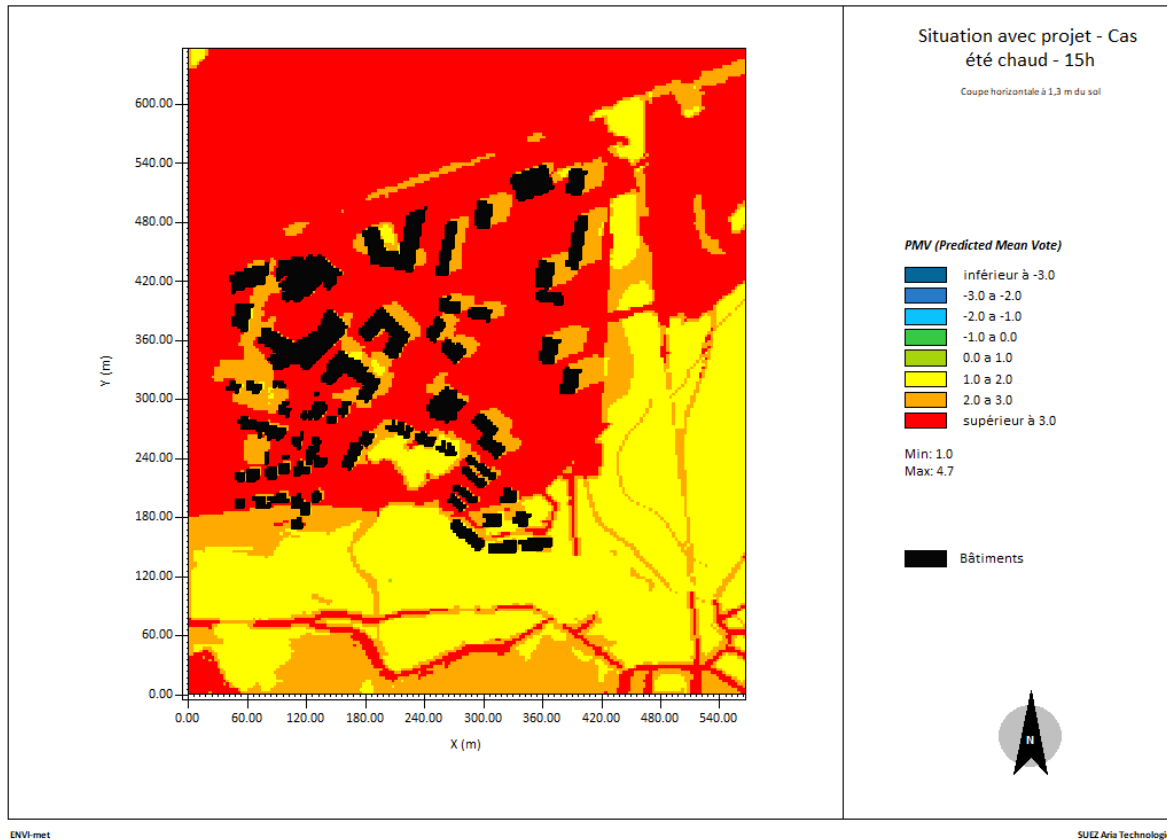 Situation avec projet - Cas
été chaud - 15h
Coupe horizontale à 1,3 m du sol
600.00
540.00
480.00
420.00
360.00
300.00
240.00
180.00
120.00
60.00
0.00
Y (m)
0.00 60.00 120.00 180.00 240.00 300.00 360.00 420.00 480.00 540.00
X (m)
PMV (Predicted Mean Vote)
inférieur à -3.0
-3.0 a -2.0
-2.0 a -1.0
-1.0 a 0.0
0.0 a 1.0
1.0 a 2.0
2.0 a 3.0
supérieur à 3.0
Min: 1.0
Max: 4.7
Bâtiments
N
ENVI-met
SUEZ Aria Technologi